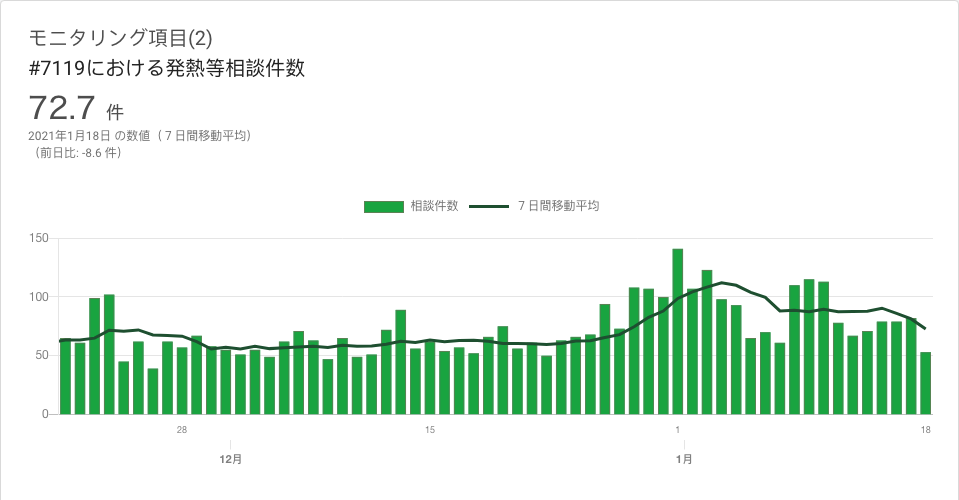 モニタリング項目(2)
#7119における発熱等相談件数
72.7 件
2021年1月18日 の数値（７日間移動平均）
（前日比: -8.6 件）
相談件数 ７日間移動平均
150
100
50
0
28 15 1 18
12月 1月